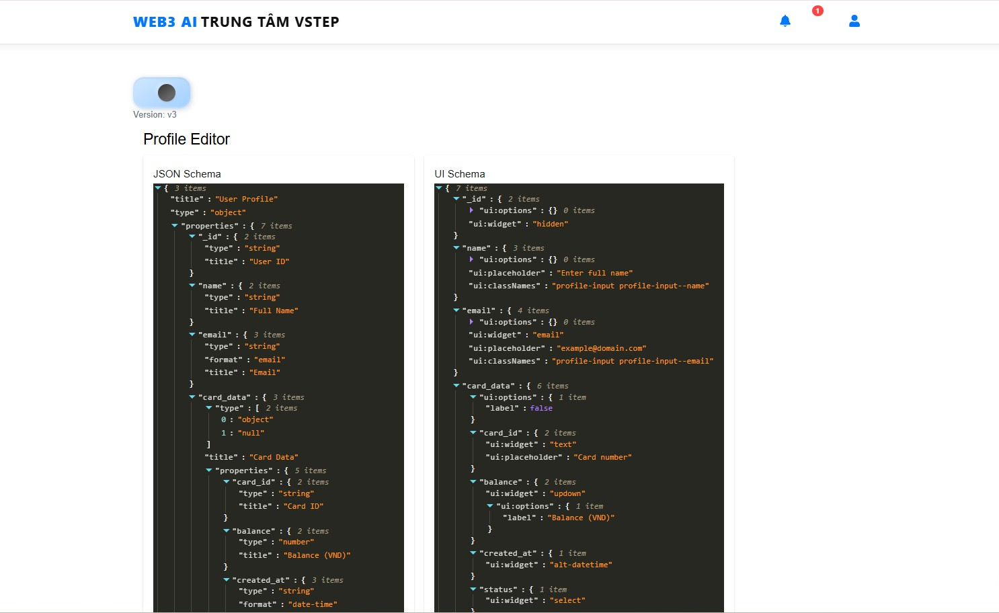 WEB3 AI TRUNG TÂM VSTEP
1
Version: v3
Profile Editor
JSON Schema
{ 3 items
"title" : "User Profile"
"type" : "object"
"properties" : { 7 items
"_id" : { 2 items
"type" : "string"
"title" : "User ID"
}
"name" : { 2 items
"type" : "string"
"title" : "Full Name"
}
"email" : { 3 items
"type" : "string"
"format" : "email"
"title" : "Email"
}
"card_data" : { 3 items
"type" : [ 2 items
0 : "object"
1 : "null"
]
"title" : "Card Data"
"properties" : { 5 items
"card_id" : { 2 items
"type" : "string"
"title" : "Card ID"
}
"balance" : { 2 items
"type" : "number"
"title" : "Balance (VND)"
}
"created_at" : { 3 items
"type" : "string"
"format" : "date-time"
UI Schema
{ 7 items
"_id" : { 2 items
"ui:options" : {} 0 items
"ui:widget" : "hidden"
}
"name" : { 3 items
"ui:options" : {} 0 items
"ui:placeholder" : "Enter full name"
"ui:classNames" : "profile-input profile-input--name"
}
"email" : { 4 items
"ui:options" : {} 0 items
"ui:widget" : "email"
"ui:placeholder" : "example@domain.com"
"ui:classNames" : "profile-input profile-input--email"
}
"card_data" : { 6 items
"ui:options" : { 1 item
"label" : false
}
"card_id" : { 2 items
"ui:widget" : "text"
"ui:placeholder" : "Card number"
}
"balance" : { 2 items
"ui:widget" : "updown"
"ui:options" : { 1 item
"label" : "Balance (VND)"
}
}
"created_at" : { 1 item
"ui:widget" : "alt-datetime"
}
"status" : { 1 item
"ui:widget" : "select"
}